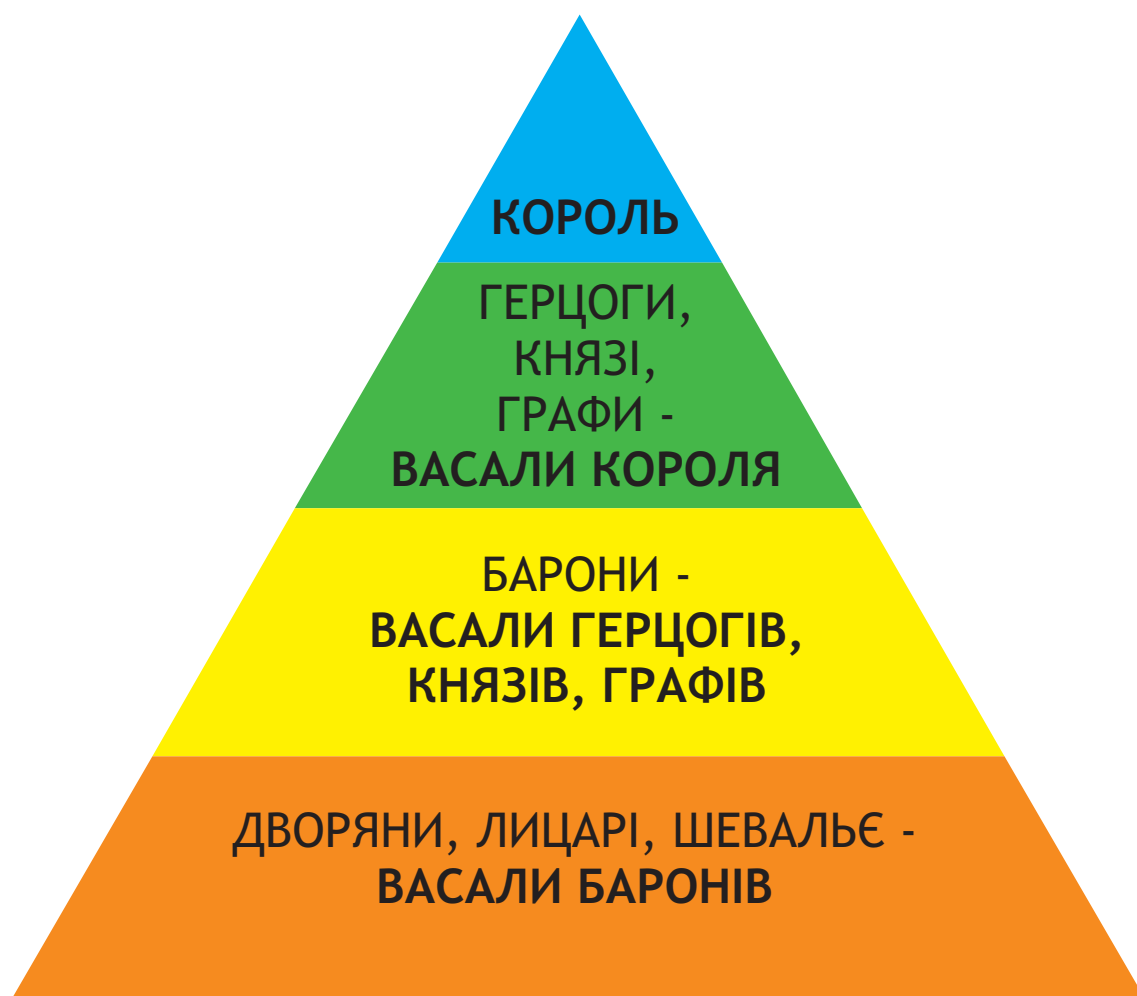 КОРОЛЬ
ГЕРЦОГИ,
КНЯЗІ,
ГРАФИ -
ВАСАЛИ КОРОЛЯ
БАРОНИ -
ВАСАЛИ ГЕРЦОГІВ,
КНЯЗІВ, ГРАФІВ
ДВОРЯНИ, ЛИЦАРІ, ШЕВАЛЬЄ -
ВАСАЛИ БАРОНІВ